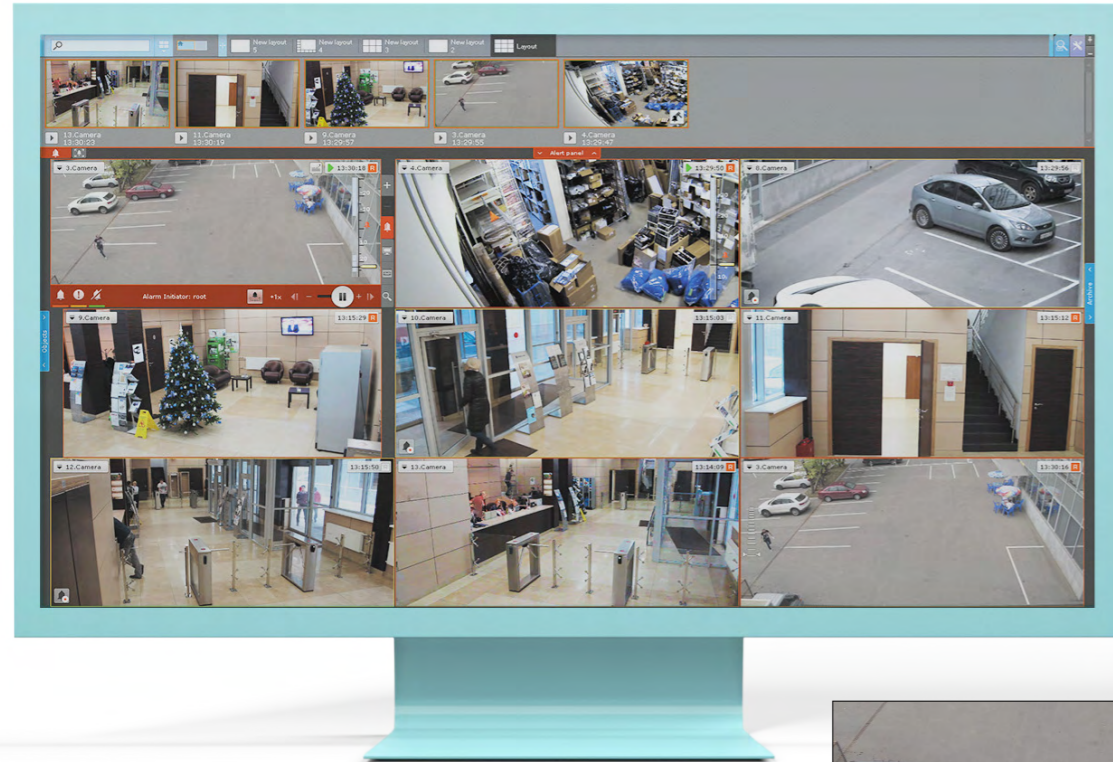 New layout
5
New layout
4
New layout
3
New layout
2
Layout
13.Camera
13:30:23
11.Camera
13:30:19
9.Camera
13:29:57
3.Camera
13:29:55
4.Camera
13:29:47
Alert panel
3.Camera
13:30:18 R
4.Camera
13:29:50 R
8.Camera
13:29:56
Alarm Initiator: root
1x
Objects
Archive
9.Camera
13:15:29 R
10.Camera
13:15:03
11.Camera
13:15:12 R
12.Camera
13:15:50
13.Camera
13:14:09 R
3.Camera
13:30:16 R